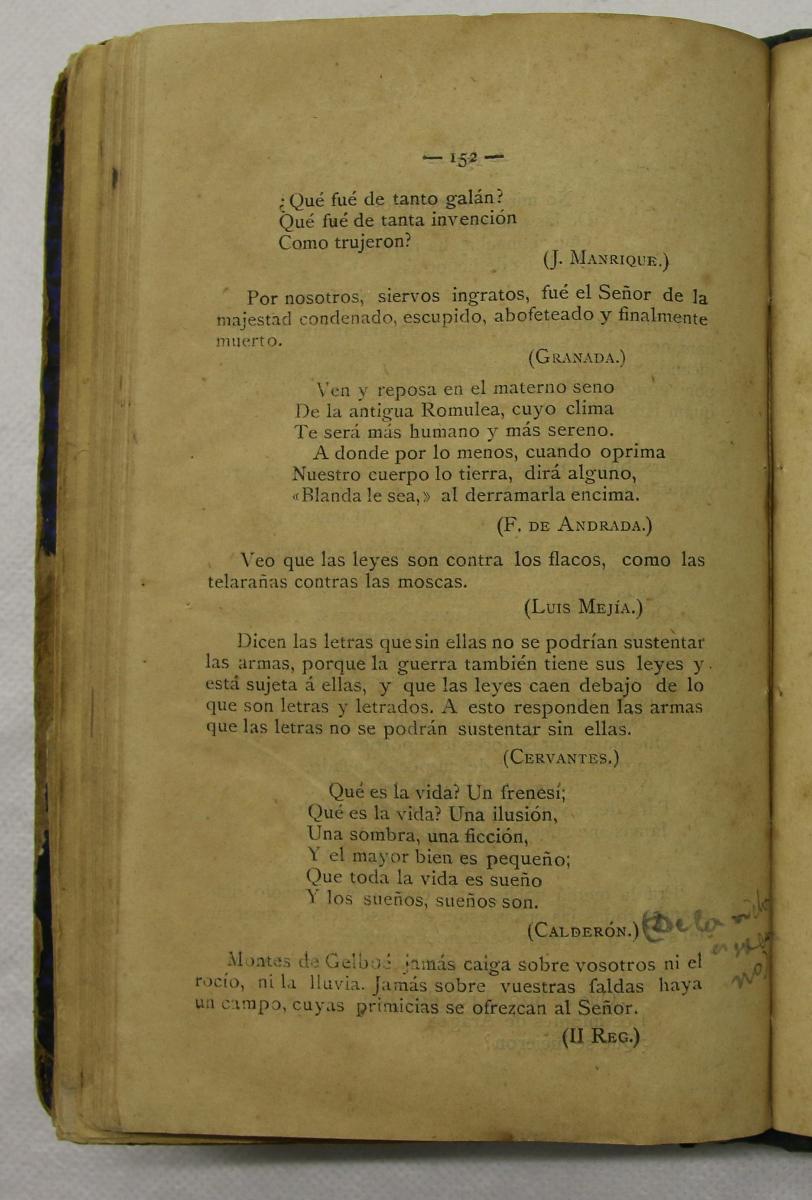 — 152 —
¿Qué fué de tanto galán?
Qué fué de tanta invención
Como trujeron?
(J. Manrique.)
Por nosotros, siervos ingratos, fué el Señor de la
majestad condenado, escupido, abofeteado y finalmente
muerto.
(Granada.)
Ven y reposa en el materno seno
De la antigua Romulea, cuyo clima
Te será más humano y más sereno.
A donde por lo menos, cuando oprima
Nuestro cuerpo lo tierra, dirá alguno,
«Blanda le sea,» al derramarla encima.
(F. de Andrada.)
Veo que las leyes son contra los flacos, como las
telarañas contras las moscas.
(Luis Mejía.)
Dicen las letras que sin ellas no se podrían sustentar
las armas, porque la guerra también tiene sus leyes y
está sujeta á ellas, y que las leyes caen debajo de lo
que son letras y letrados. A esto responden las armas
que las letras no se podrán sustentar sin ellas.
(Cervantes.)
Qué es la vida? Un frenesí;
Qué es la vida? Una ilusión,
Una sombra, una ficción,
Y el mayor bien es pequeño;
Que toda la vida es sueño
Y los sueños, sueños son.
(Calderón.) De la
Montes de Gelboé jamás caiga sobre vosotros ni el
rocío, ni la lluvia. Jamás sobre vuestras faldas haya
un campo, cuyas primicias se ofrezcan al Señor.
(II Reg.)